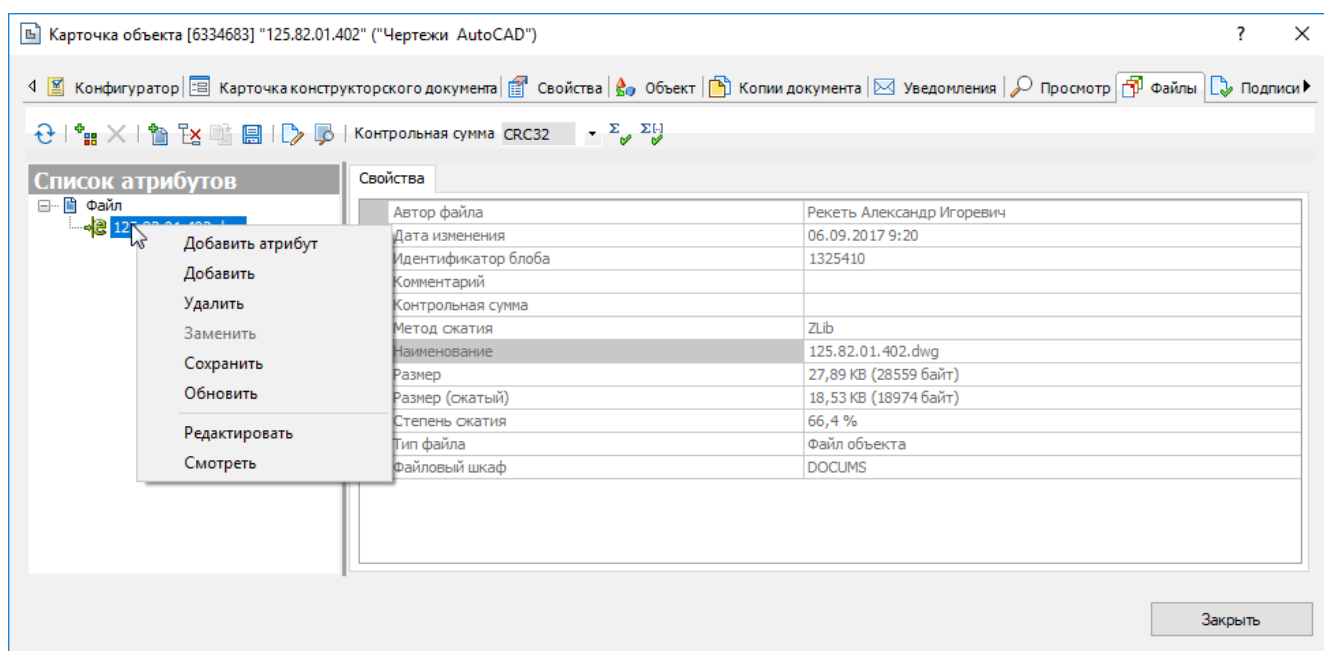 Карточка объекта [6334683] "125.82.01.402" ("Чертежи AutoCAD") ?
Конфигуратор Карточка конструкторского документа Свойства Объект Копии документа Уведомления Просмотр Файлы Подписи
Контрольная сумма CRC32
Список атрибутов
Файл
Добавить атрибут
Добавить
Удалить
Заменить
Сохранить
Обновить
Редактировать
Смотреть
Свойства
Автор файла Рекеть Александр Игоревич
Дата изменения 06.09.2017 9:20
Идентификатор блоба 1325410
Комментарий
Контрольная сумма
Метод сжатия ZLib
Наименование 125.82.01.402.dwg
Размер 27,89 KB (28559 байт)
Размер (сжатый) 18,53 KB (18974 байт)
Степень сжатия 66,4 %
Тип файла Файл объекта
Файловый шкаф DOCUMS
Закрыть